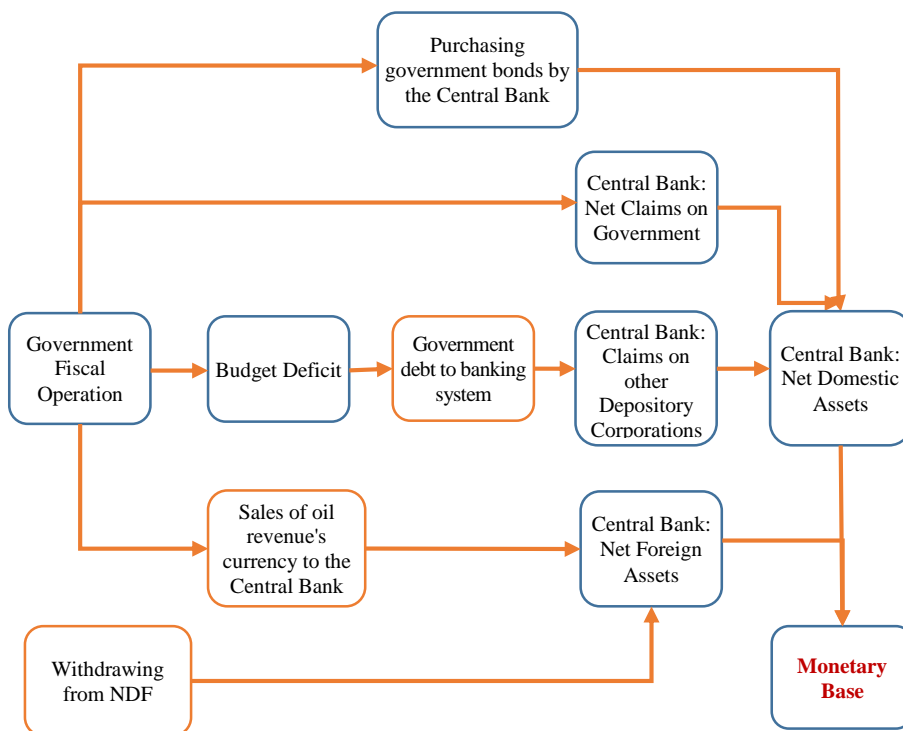 Purchasing
government bonds by
the Central Bank
Central Bank:
Net Claims on
Government
Government
Fiscal
Operation
Budget Deficit
Government
debt to banking
system
Central Bank:
Claims on
other
Depository
Corporations
Central Bank:
Net Domestic
Assets
Sales of oil
revenue's
currency to the
Central Bank
Central Bank:
Net Foreign
Assets
Withdrawing
from NDF
Monetary
Base